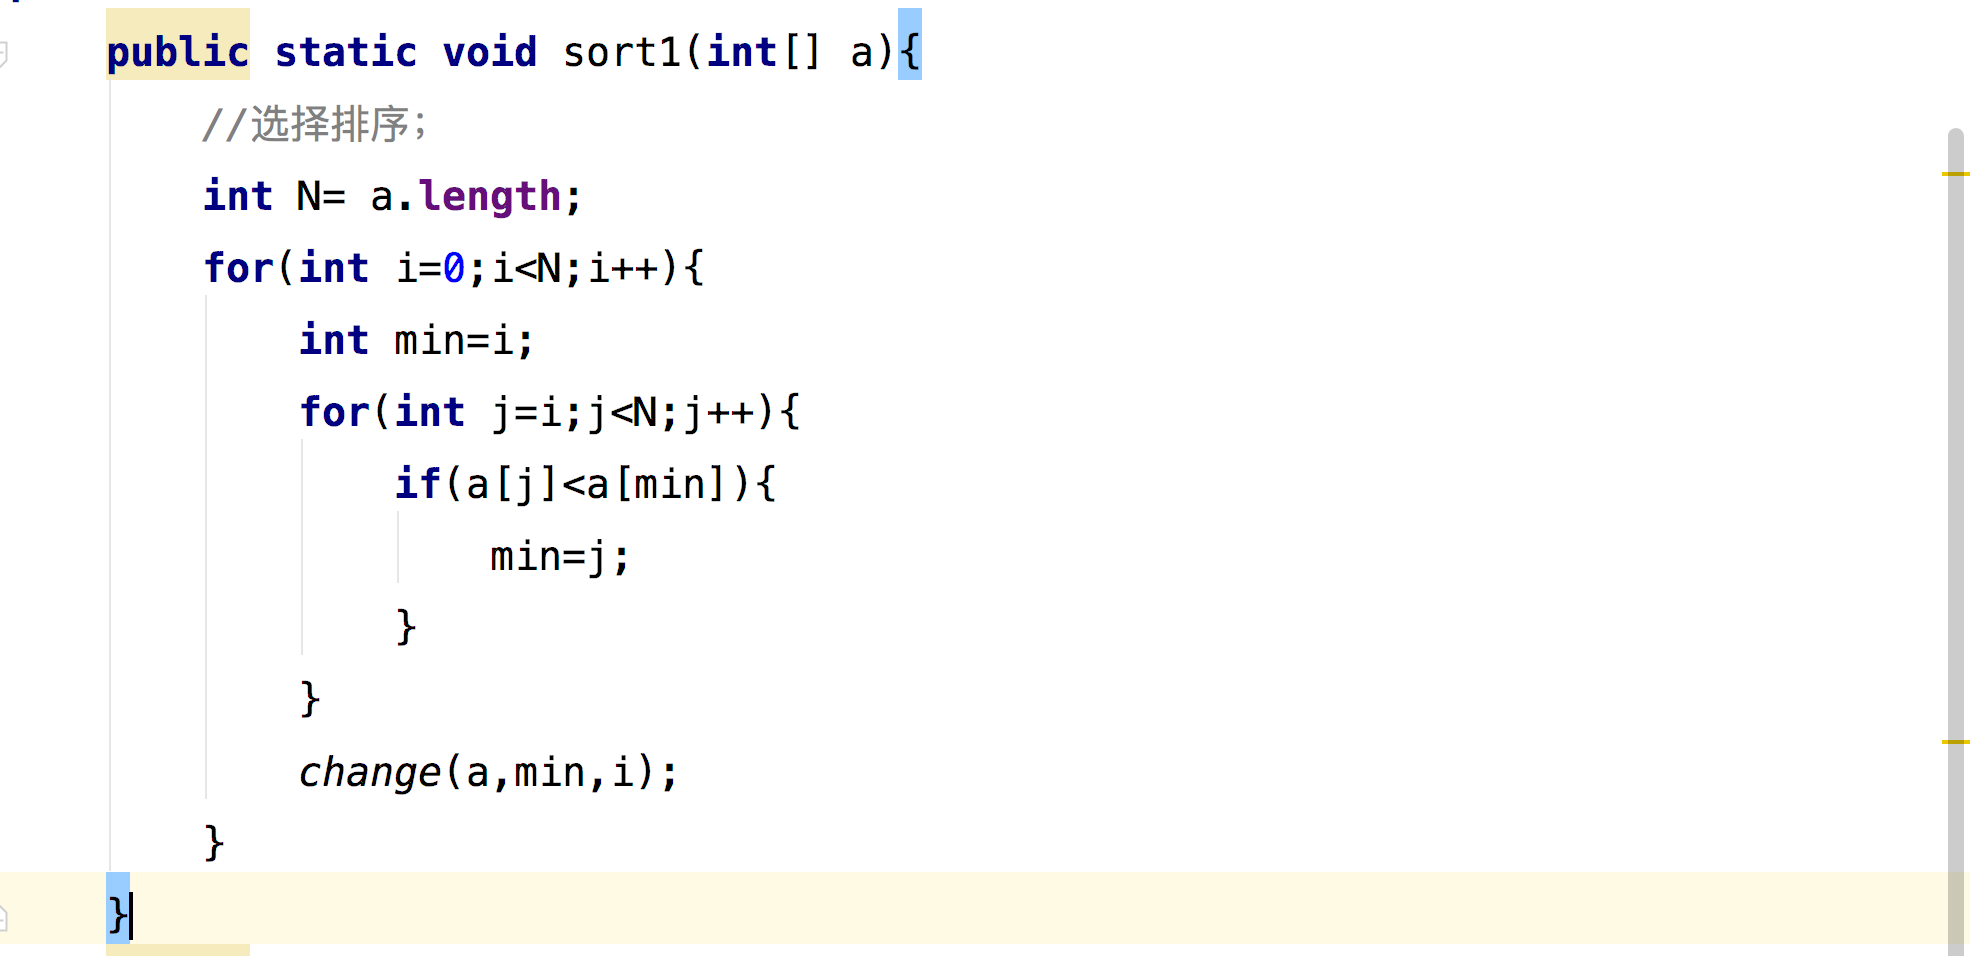 public static void sort1(int[] a){
//选择排序;
int N= a.length;
for(int i=0;i<N;i++){
int min=i;
for(int j=i;j<N;j++){
if(a[j]<a[min]){
min=j;
}
}
change(a,min,i);
}
}